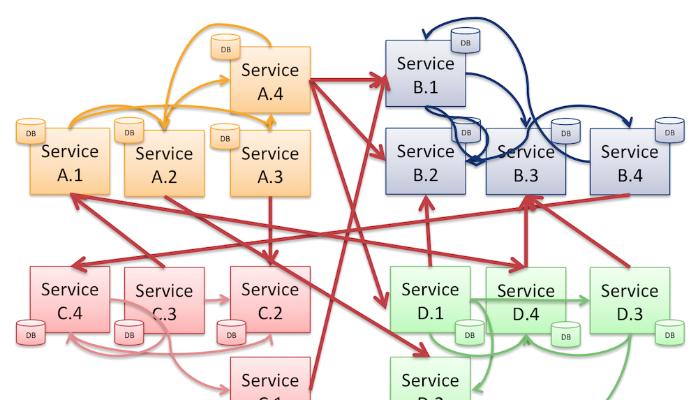 DB
DB
Service
A.4
Service
B.1
DB
DB
DB
DB
DB
DB
Service
A.1
Service
A.2
Service
A.3
Service
B.2
Service
B.3
Service
B.4
Service
C.4
Service
C.3
Service
C.2
Service
D.1
Service
D.4
Service
D.3
DB
DB
DB
DB
DB
DB
Service
Service